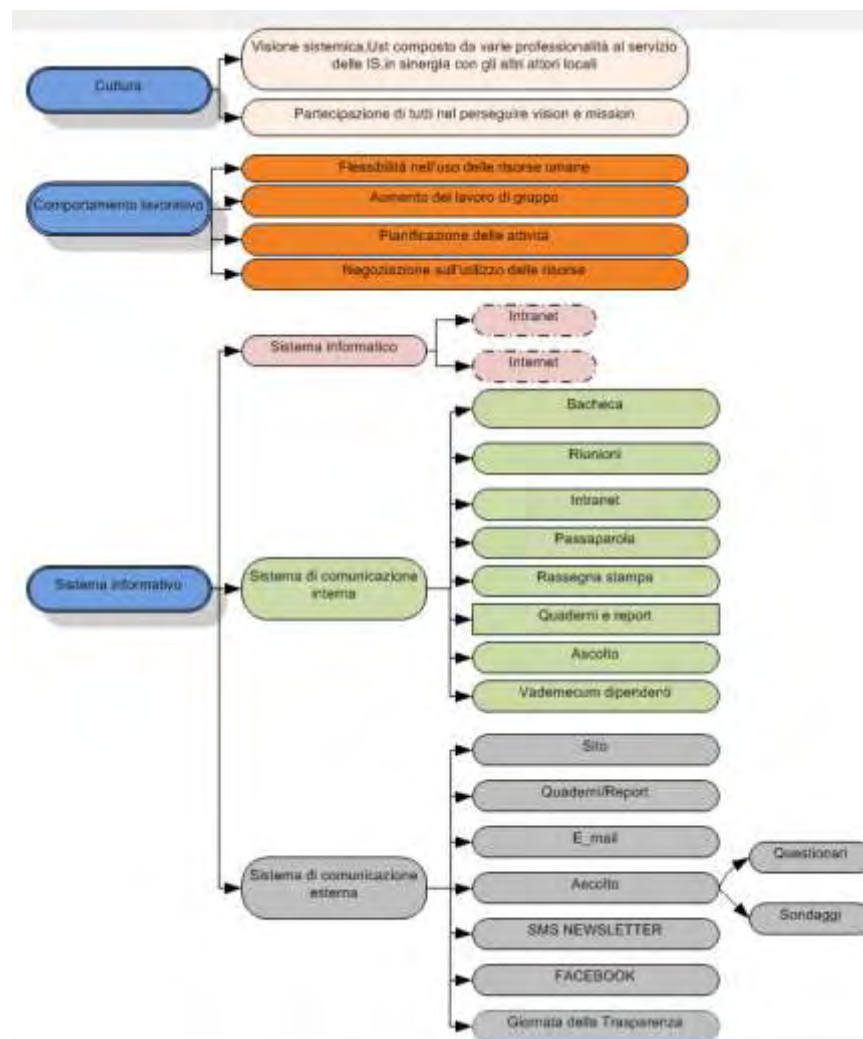 Cultura
Visione sistemica,Ust composto da varie professionalità al servizio
delle IS,in sinergia con gli altri attori locali
Partecipazione di tutti nel perseguire vision e mission
Comportamento lavorativo
Flessibilità nell'uso delle risorse umane
Aumento del lavoro di gruppo
Pianificazione delle attività
Negoziazione sull'utilizzo delle risorse
Sistema informativo
Sistema informatico
Intranet
Internet
Sistema di comunicazione
interna
Bacheca
Riunioni
Intranet
Passaparola
Rassegna stampa
Quaderni e report
Ascolto
Vademecum dipendenti
Sistema di comunicazione
esterna
Sito
Quaderni/Report
E_mail
Ascolto
Questionari
Sondaggi
SMS NEWSLETTER
FACEBOOK
Giornata della Trasparenza